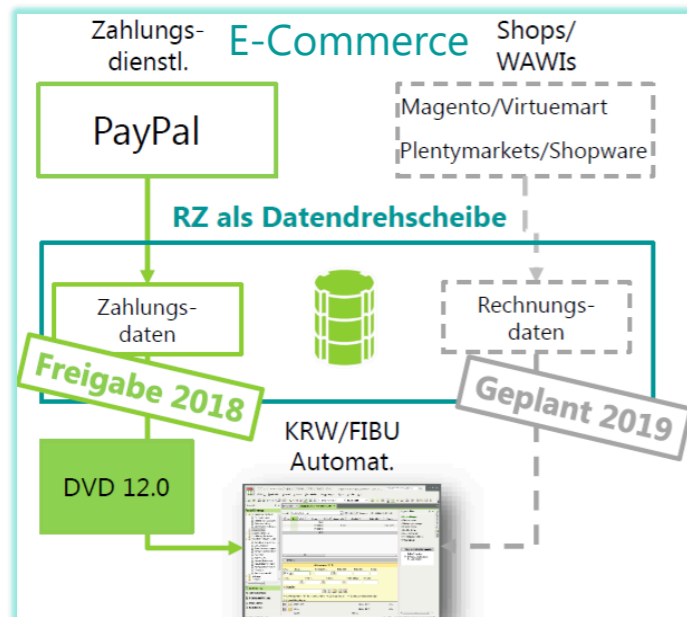 Zahlungs-
dienstl.
E-Commerce
Shops/
WAWIs
PayPal
Magento/Virtuemart
Plentymarkets/Shopware
RZ als Datendrehscheibe
Zahlungs-
daten
Rechnungs-
daten
Freigabe 2018
Geplant 2019
KRW/FIBU
Automat.
DVD 12.0